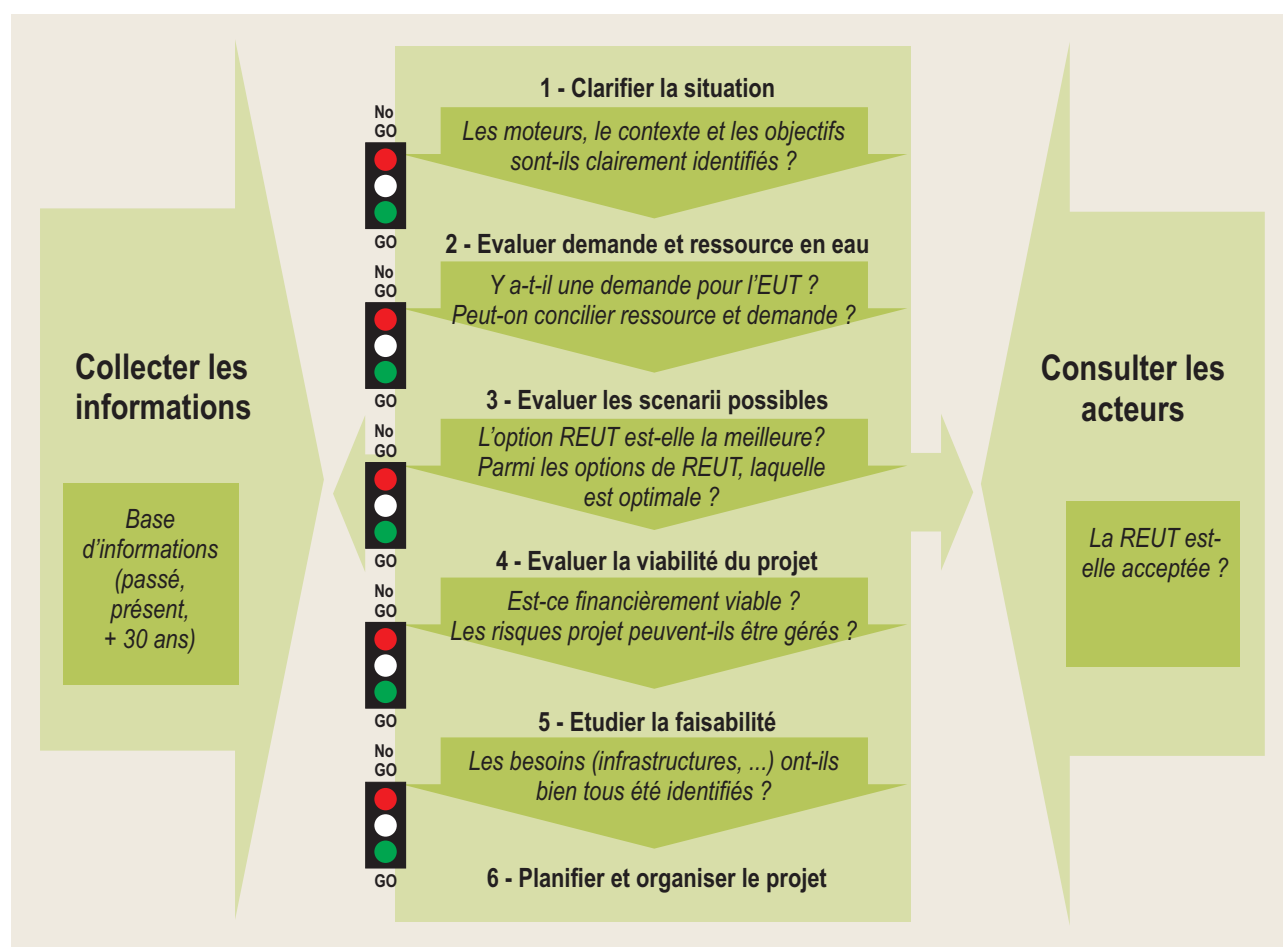 1 - Clarifier la situation
No
GO
Les moteurs, le contexte et les objectifs
sont-ils clairement identifiés ?
GO
2 - Evaluer demande et ressource en eau
No
GO
Y a-t-il une demande pour l'EUT ?
Peut-on concilier ressource et demande ?
GO
3 - Evaluer les scenarii possibles
No
GO
L'option REUT est-elle la meilleure?
Parmi les options de REUT, laquelle
est optimale ?
GO
4 - Evaluer la viabilité du projet
No
GO
Est-ce financièrement viable ?
Les risques projet peuvent-ils être gérés ?
GO
5 - Etudier la faisabilité
No
GO
Les besoins (infrastructures, ...) ont-ils
bien tous été identifiés ?
GO
6 - Planifier et organiser le projet
Collecter les
informations
Base
d'informations
(passé,
présent,
+ 30 ans)
Consulter les
acteurs
La REUT est-
elle acceptée ?